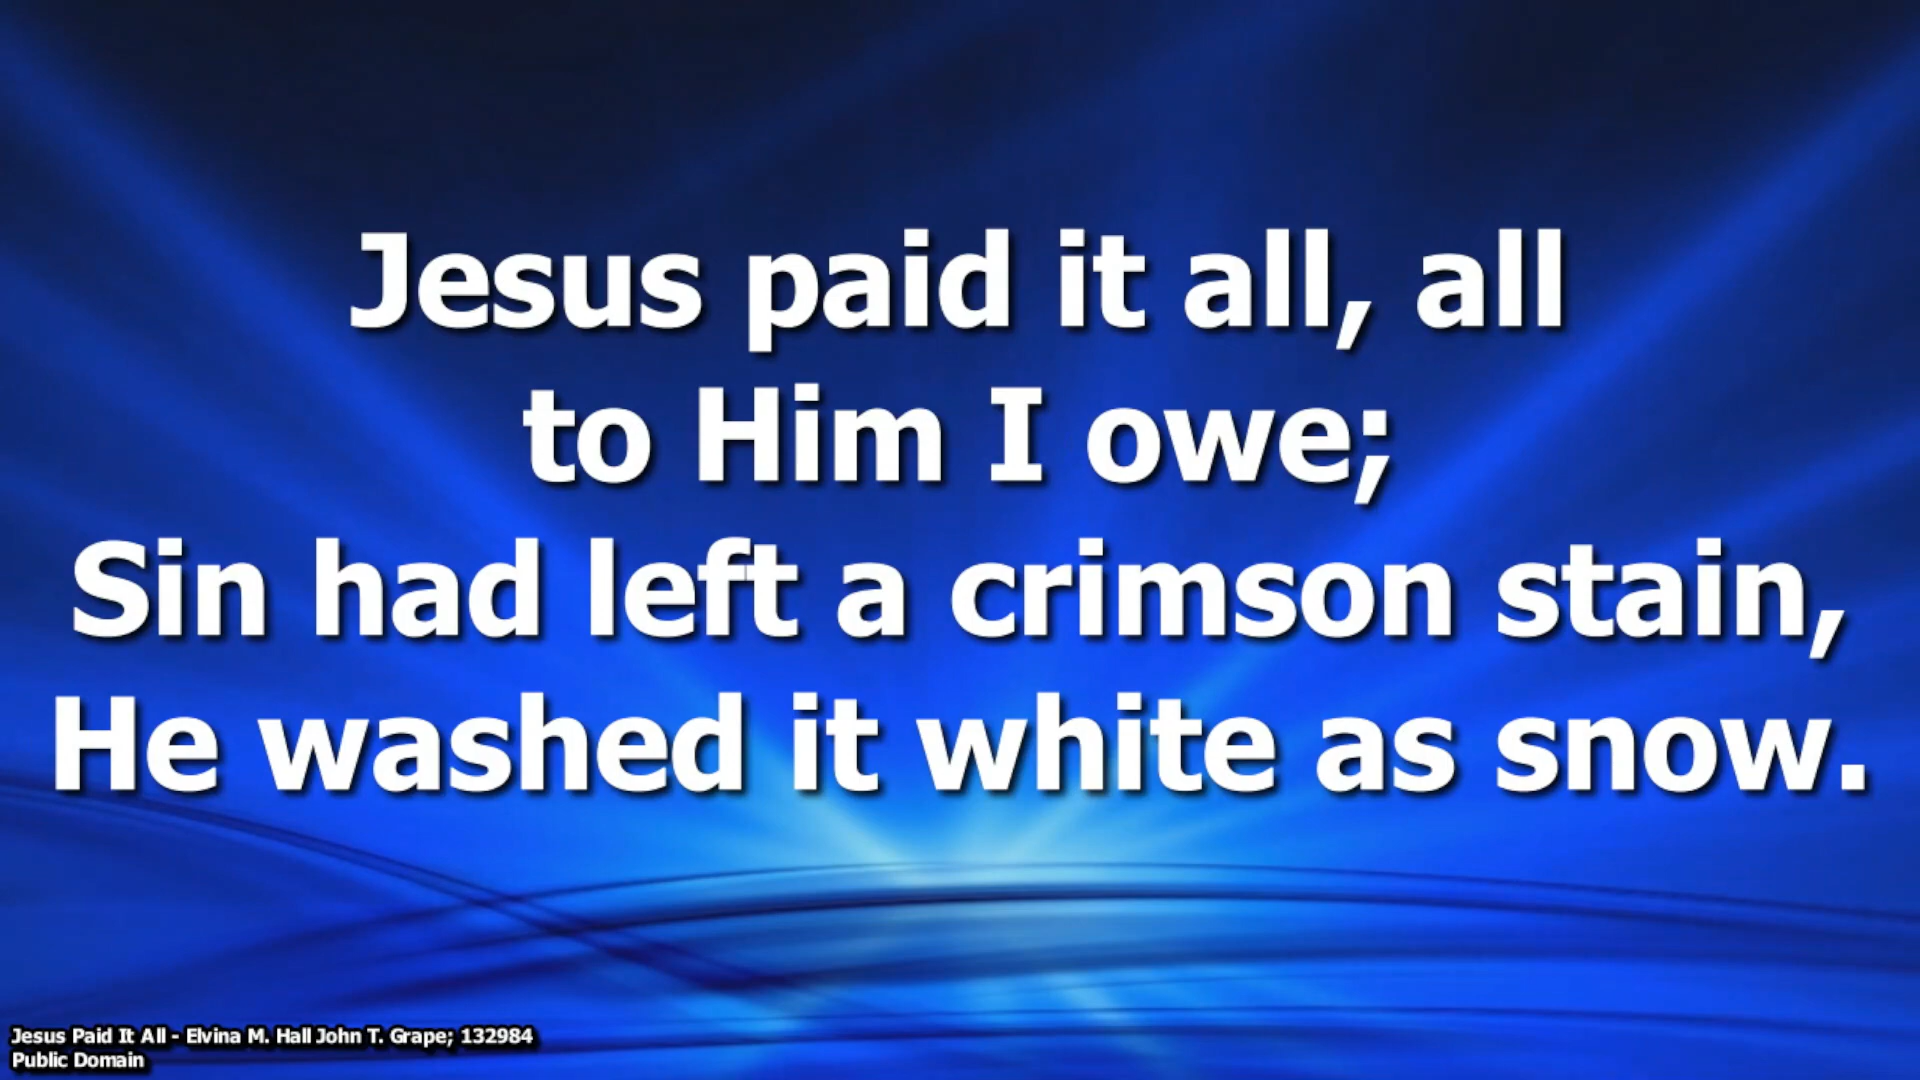 Jesus paid it all, all
to Him I owe;
Sin had left a crimson stain,
He washed it white as snow.
Jesus Paid It All - Elvina M. Hall John T. Grape; 132984
Public Domain